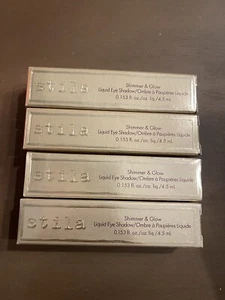 stila
Shimmer & Glow
Liquid Eye Shadow/Ombre à Paupières Liquide
0.153 fl. oz./oz. liq./4.5 mL
stila
Shimmer & Glow
Liquid Eye Shadow/Ombre à Paupières Liquide
0.153 fl. oz./oz. liq./4.5 mL
stila
Shimmer & Glow
Liquid Eye Shadow/Ombre à Paupières Liquide
0.153 fl. oz./oz. liq./4.5 mL
stila
Shimmer & Glow
Liquid Eye Shadow/Ombre à Paupières Liquide
0.153 fl. oz./oz. liq./4.5 mL